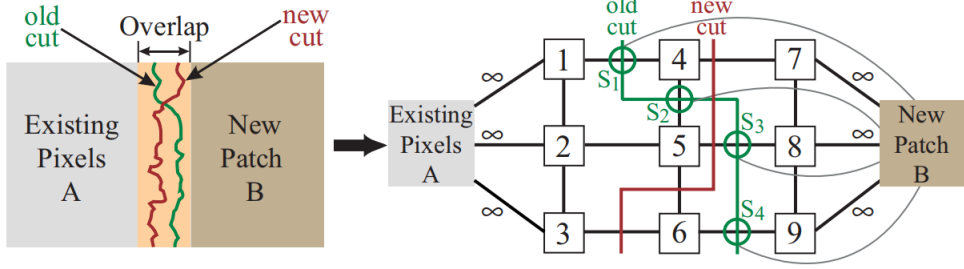 old
cut
Overlap
new
cut
Existing
Pixels
A
New
Patch
B
old
cut
new
cut
1
4
7
S1
S2
∞
∞
Existing
Pixels
A
∞
2
5
S3
8
∞
New
Patch
B
∞
∞
3
6
S4
9